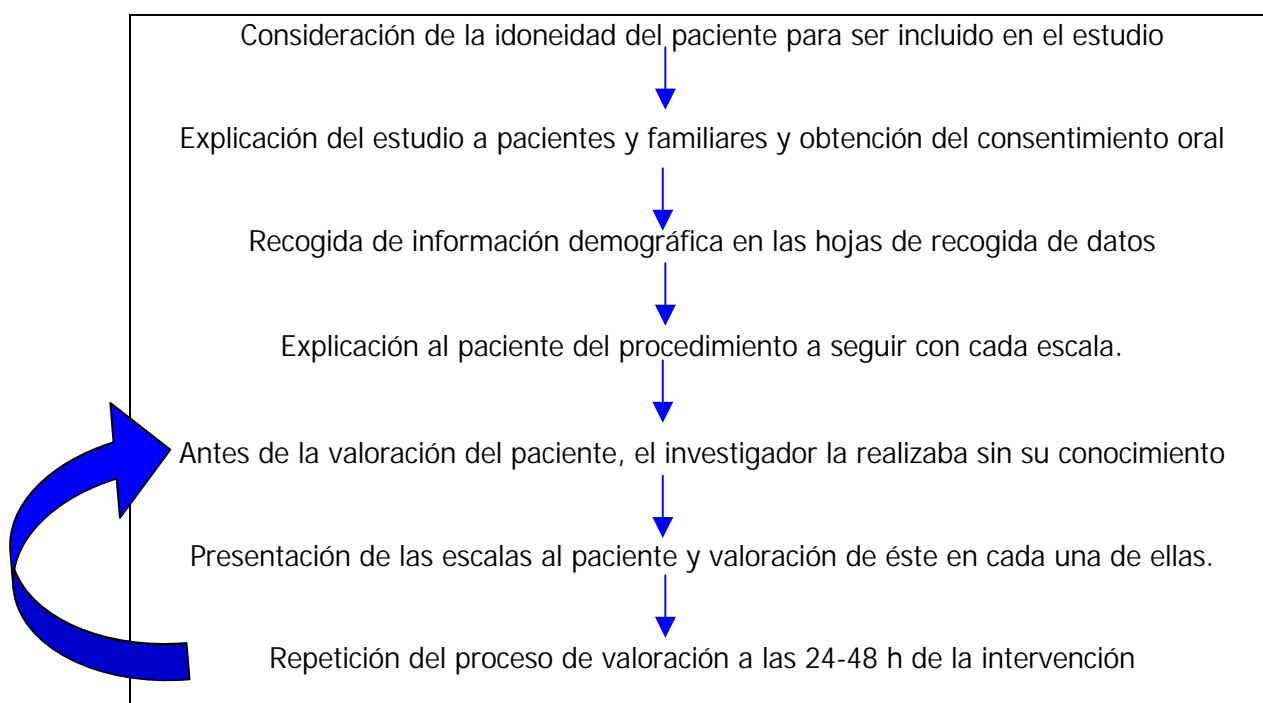 Consideración de la idoneidad del paciente para ser incluido en el estudio
Explicación del estudio a pacientes y familiares y obtención del consentimiento oral
Recogida de información demográfica en las hojas de recogida de datos
Explicación al paciente del procedimiento a seguir con cada escala.
Antes de la valoración del paciente, el investigador la realizaba sin su conocimiento
Presentación de las escalas al paciente y valoración de éste en cada una de ellas.
Repetición del proceso de valoración a las 24-48 h de la intervención